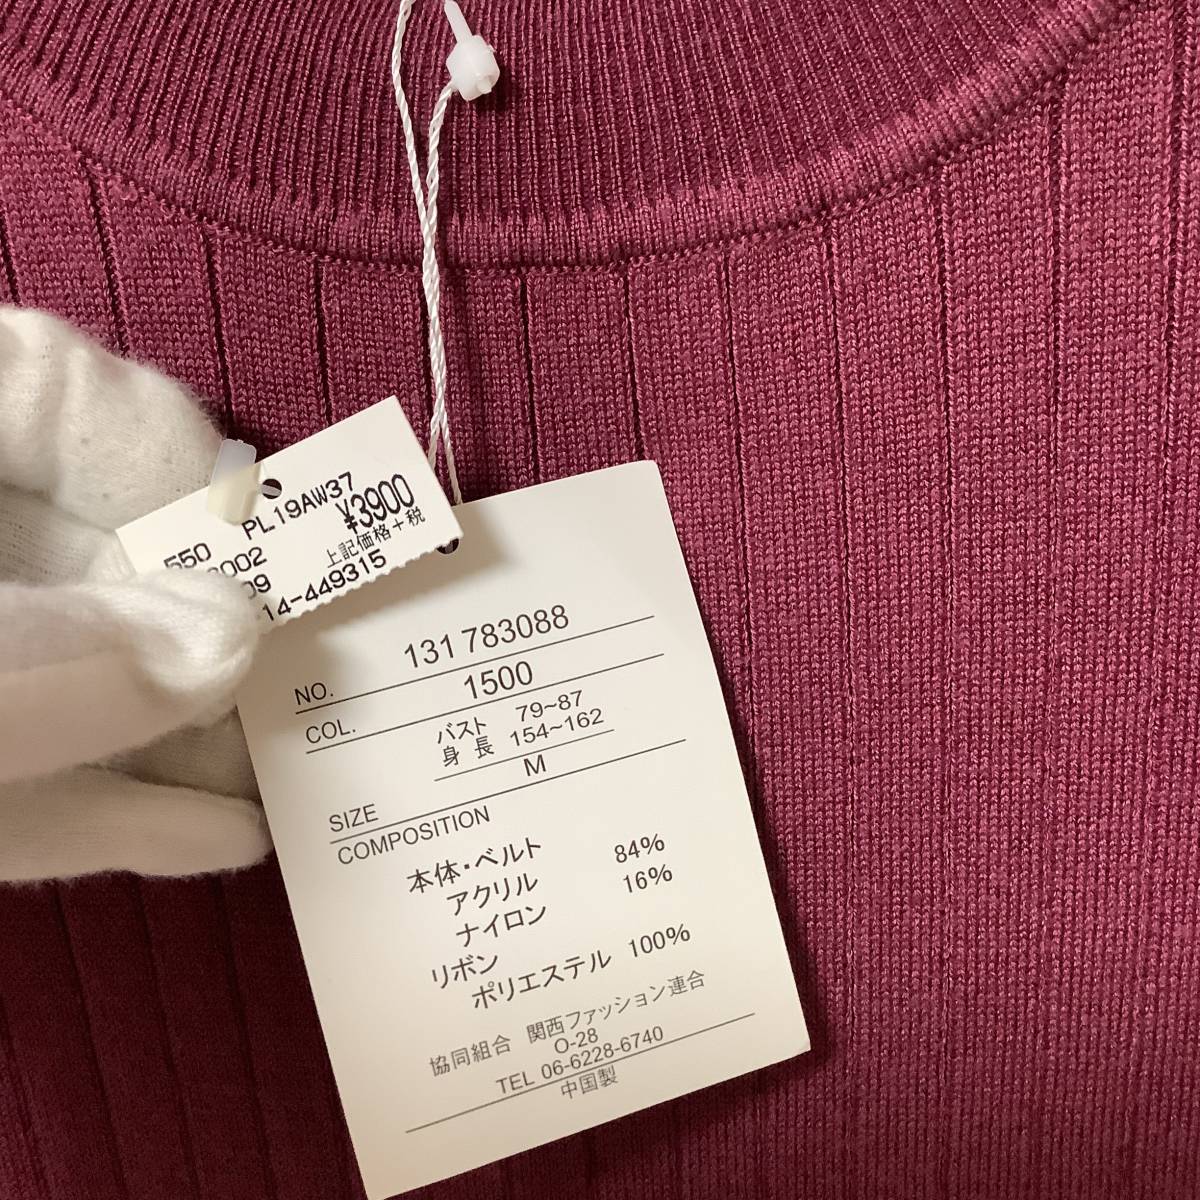 550 PL19AW37
¥3900
002
上記価格+税
09
14-449315
NO. 131 783088
COL. 1500
バスト 79~87
身 長 154~162
SIZE M
COMPOSITION
本体・ベルト
アクリル 84%
ナイロン 16%
リボン
ポリエステル 100%
協同組合 関西ファッション連合
O-28
TEL 06-6228-6740
中国製